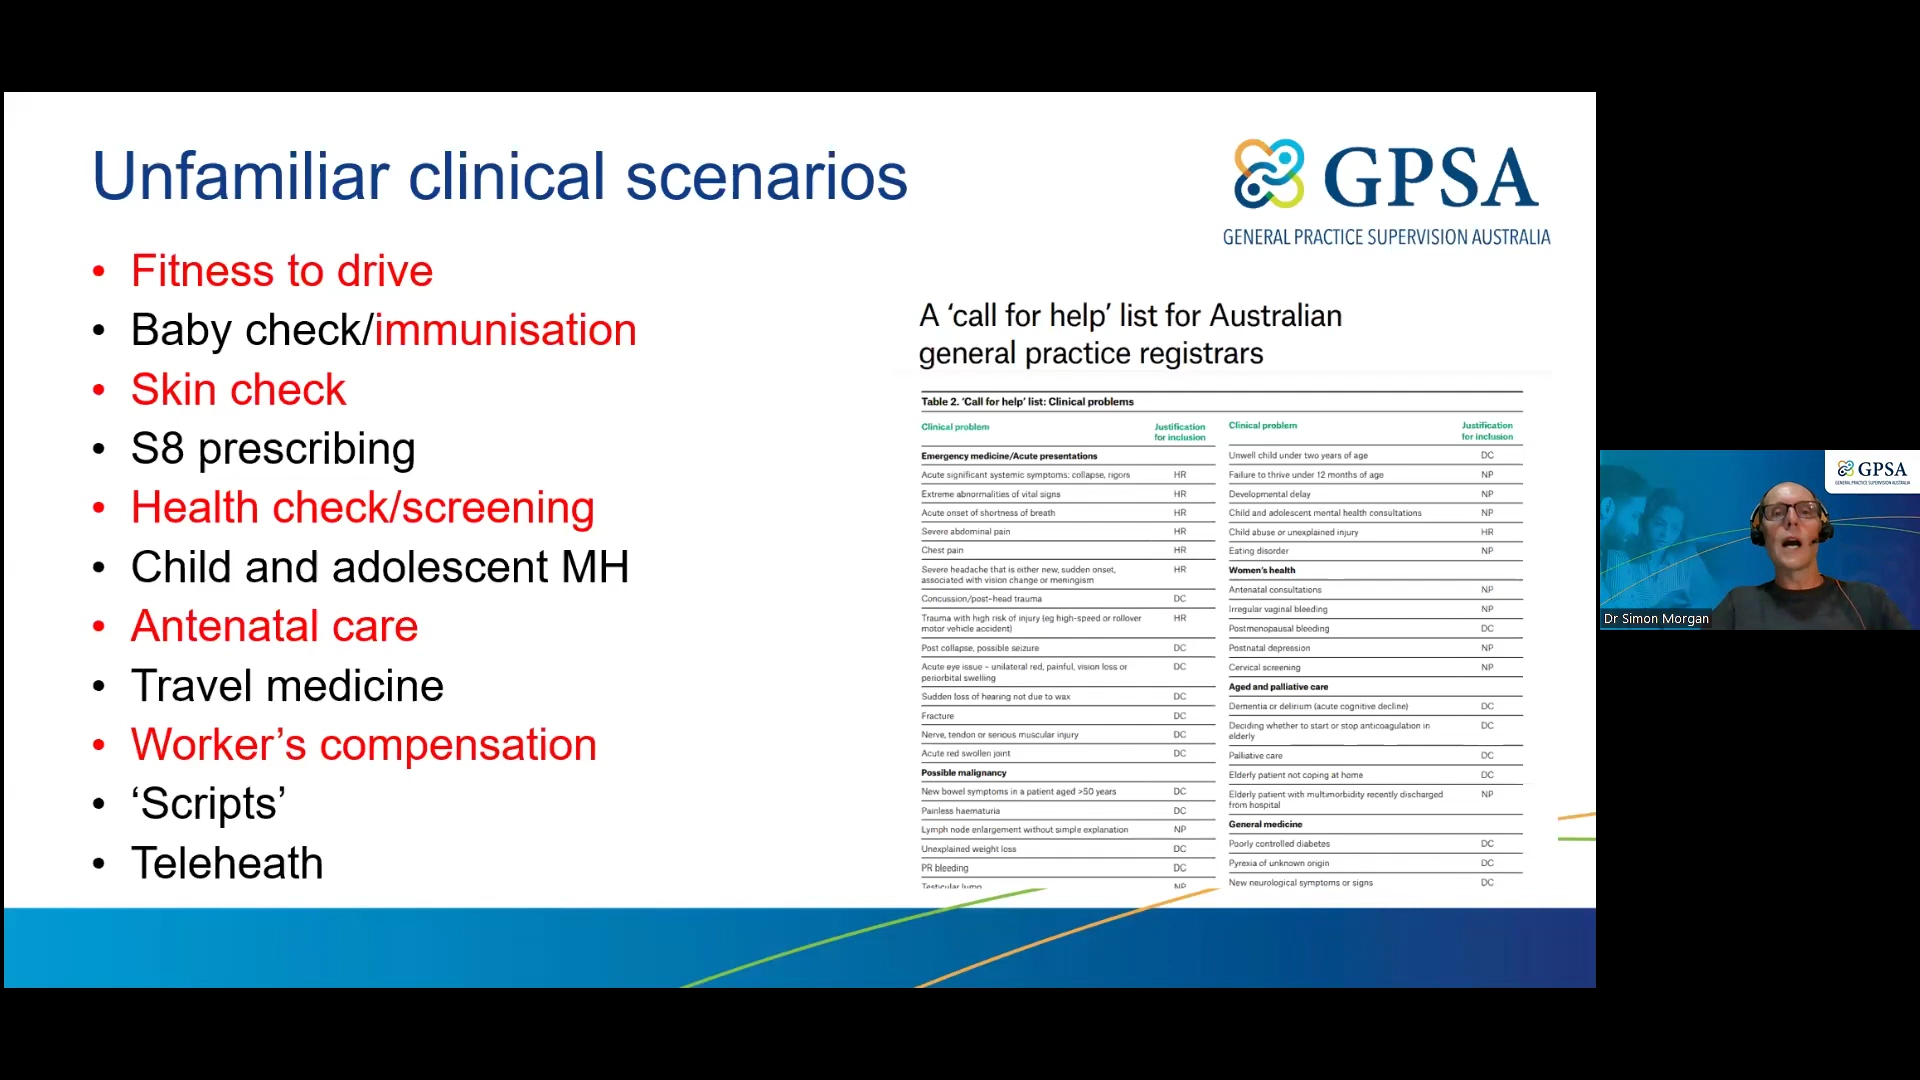 Unfamiliar clinical scenarios
• Fitness to drive
• Baby check/immunisation
• Skin check
• S8 prescribing
• Health check/screening
• Child and adolescent MH
• Antenatal care
• Travel medicine
• Worker’s compensation
• ‘Scripts’
• Teleheath
GPSA
GENERAL PRACTICE SUPERVISION AUSTRALIA
A ‘call for help’ list for Australian
general practice registrars
Table 2. ‘Call for help’ list: Clinical problems
Clinical problem Justification
for inclusion
Emergency medicine/Acute presentations
Acute significant systemic symptoms: collapse, rigors HR
Extreme abnormalities of vital signs HR
Acute onset of shortness of breath HR
Severe abdominal pain HR
Chest pain HR
Severe headache that is either new, sudden onset, HR
associated with vision change or meningism
Concussion/post-head trauma DC
Trauma with high risk of injury (eg high-speed or rollover HR
motor vehicle accident)
Post collapse, possible seizure DC
Acute eye issue – unilateral red, painful, vision loss or DC
periorbital swelling
Sudden loss of hearing not due to wax DC
Fracture DC
Nerve, tendon or serious muscular injury DC
Acute red swollen joint DC
Possible malignancy
New bowel symptoms in a patient aged >50 years DC
Painless haematuria DC
Lymph node enlargement without simple explanation NP
Unexplained weight loss DC
PR bleeding DC
Testicular lump NP
Clinical problem Justification
for inclusion
Unwell child under two years of age DC
Failure to thrive under 12 months of age NP
Developmental delay NP
Child and adolescent mental health consultations NP
Child abuse or unexplained injury HR
Eating disorder NP
Women’s health
Antenatal consultations NP
Irregular vaginal bleeding NP
Postmenopausal bleeding DC
Postnatal depression NP
Cervical screening NP
Aged and palliative care
Dementia or delirium (acute cognitive decline) DC
Deciding whether to start or stop anticoagulation in DC
elderly
Palliative care DC
Elderly patient not coping at home DC
Elderly patient with multimorbidity recently discharged NP
from hospital
General medicine
Poorly controlled diabetes DC
Pyrexia of unknown origin DC
New neurological symptoms or signs DC
GPSA
GENERAL PRACTICE SUPERVISION AUSTRALIA
Dr Simon Morgan